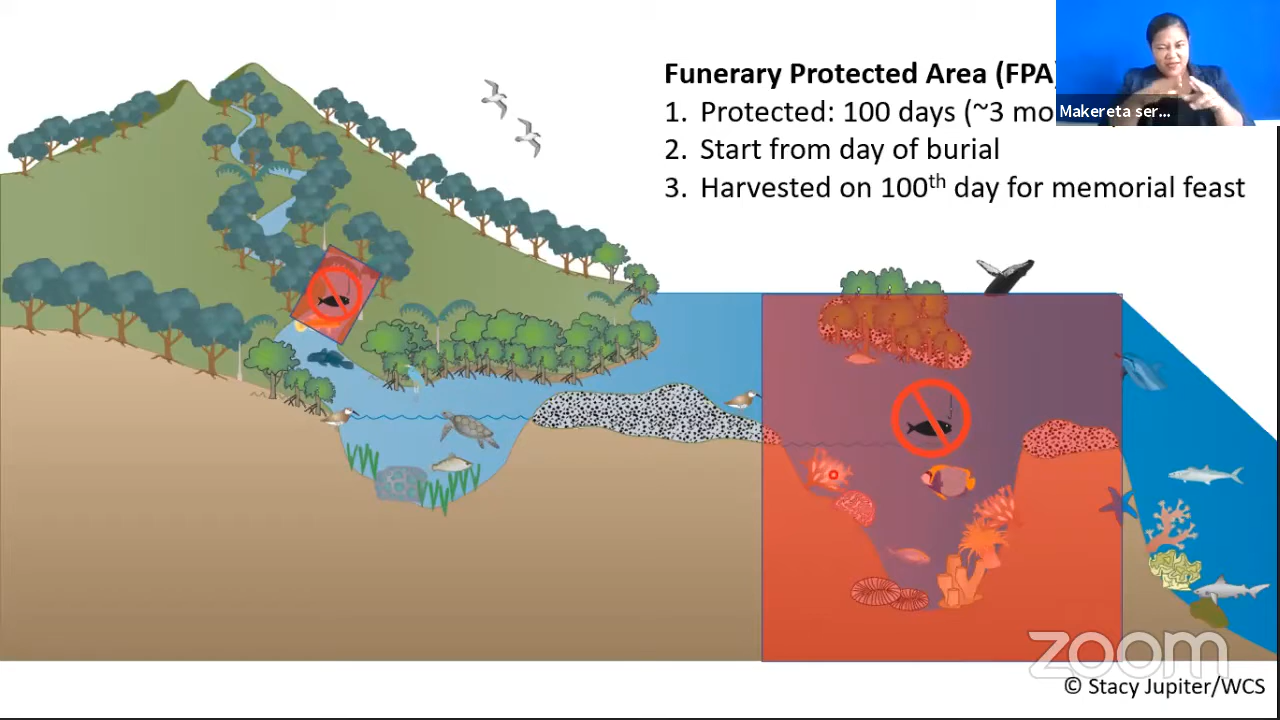 Funerary Protected Area (FPA
1. Protected: 100 days (~3 mo
2. Start from day of burial
3. Harvested on 100th day for memorial feast
Makereta ser...
zoom
© Stacy Jupiter/WCS